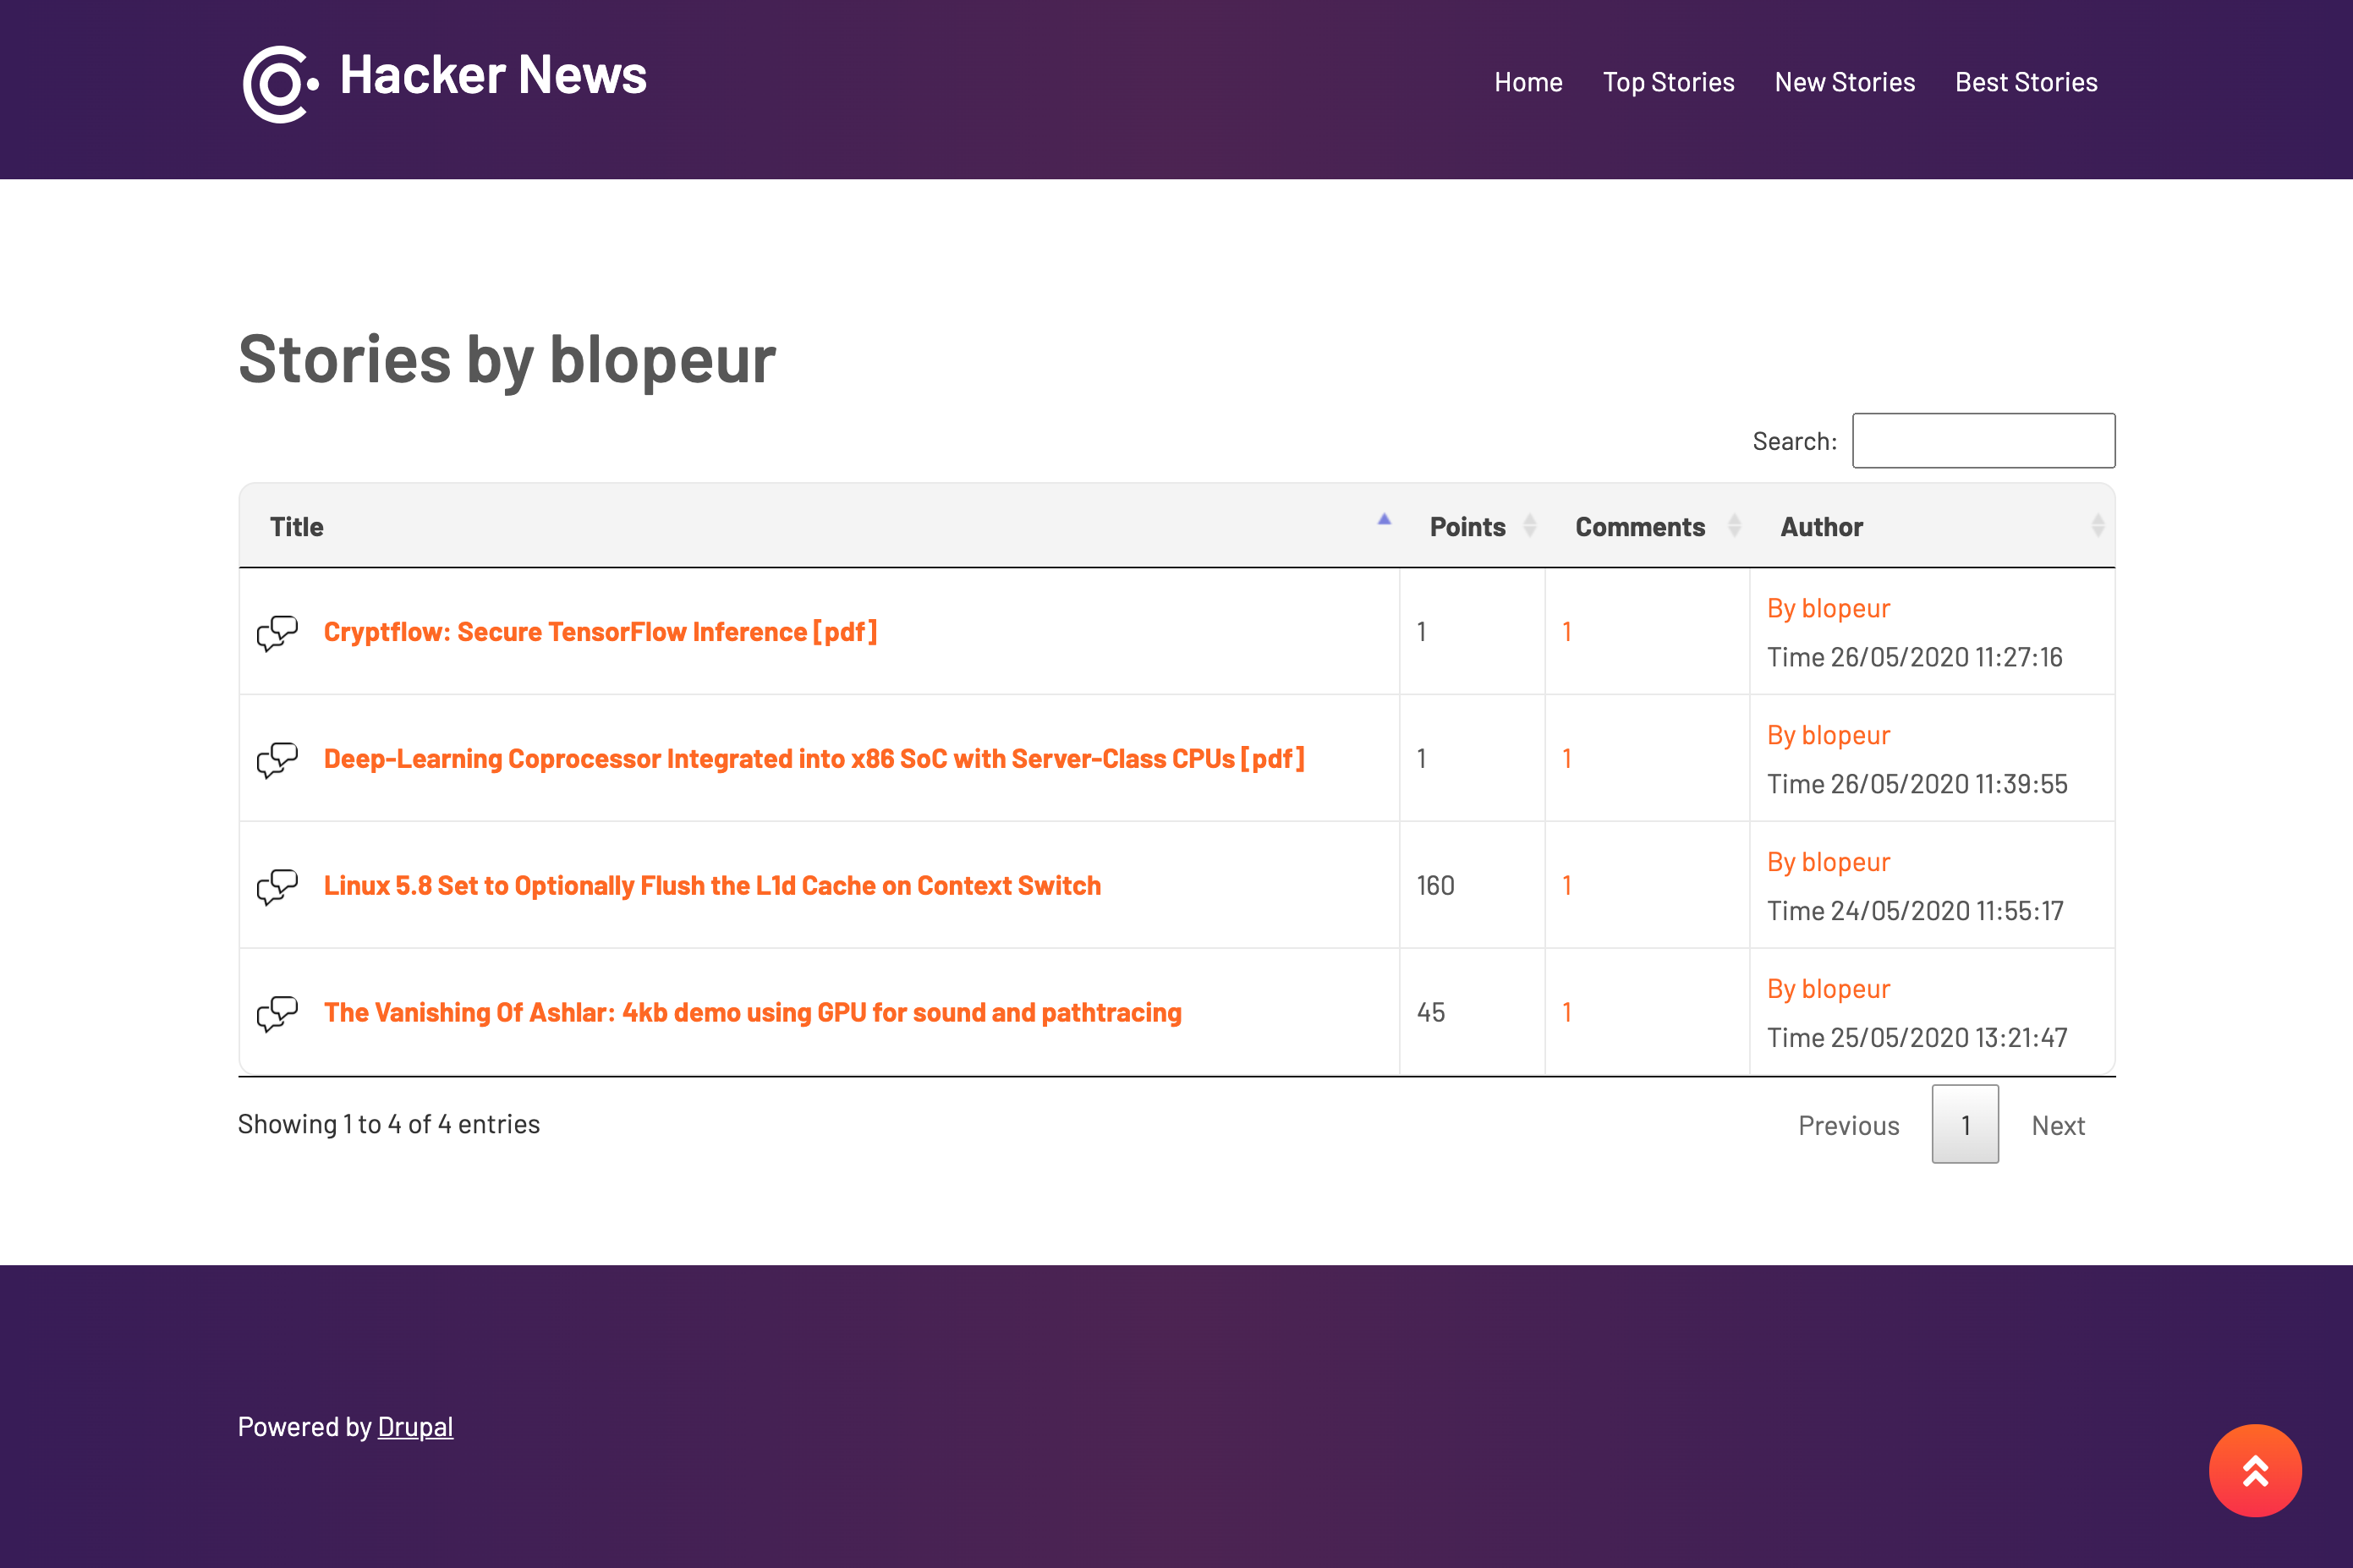 Hacker News
Home Top Stories New Stories Best Stories
Stories by blopeur
Search:
Title Points Comments Author
Cryptflow: Secure TensorFlow Inference [pdf] 1 1 By blopeur
Time 26/05/2020 11:27:16
Deep-Learning Coprocessor Integrated into x86 SoC with Server-Class CPUs [pdf] 1 1 By blopeur
Time 26/05/2020 11:39:55
Linux 5.8 Set to Optionally Flush the L1d Cache on Context Switch 160 1 By blopeur
Time 24/05/2020 11:55:17
The Vanishing Of Ashlar: 4kb demo using GPU for sound and pathtracing 45 1 By blopeur
Time 25/05/2020 13:21:47
Showing 1 to 4 of 4 entries
Previous 1 Next
Powered by Drupal